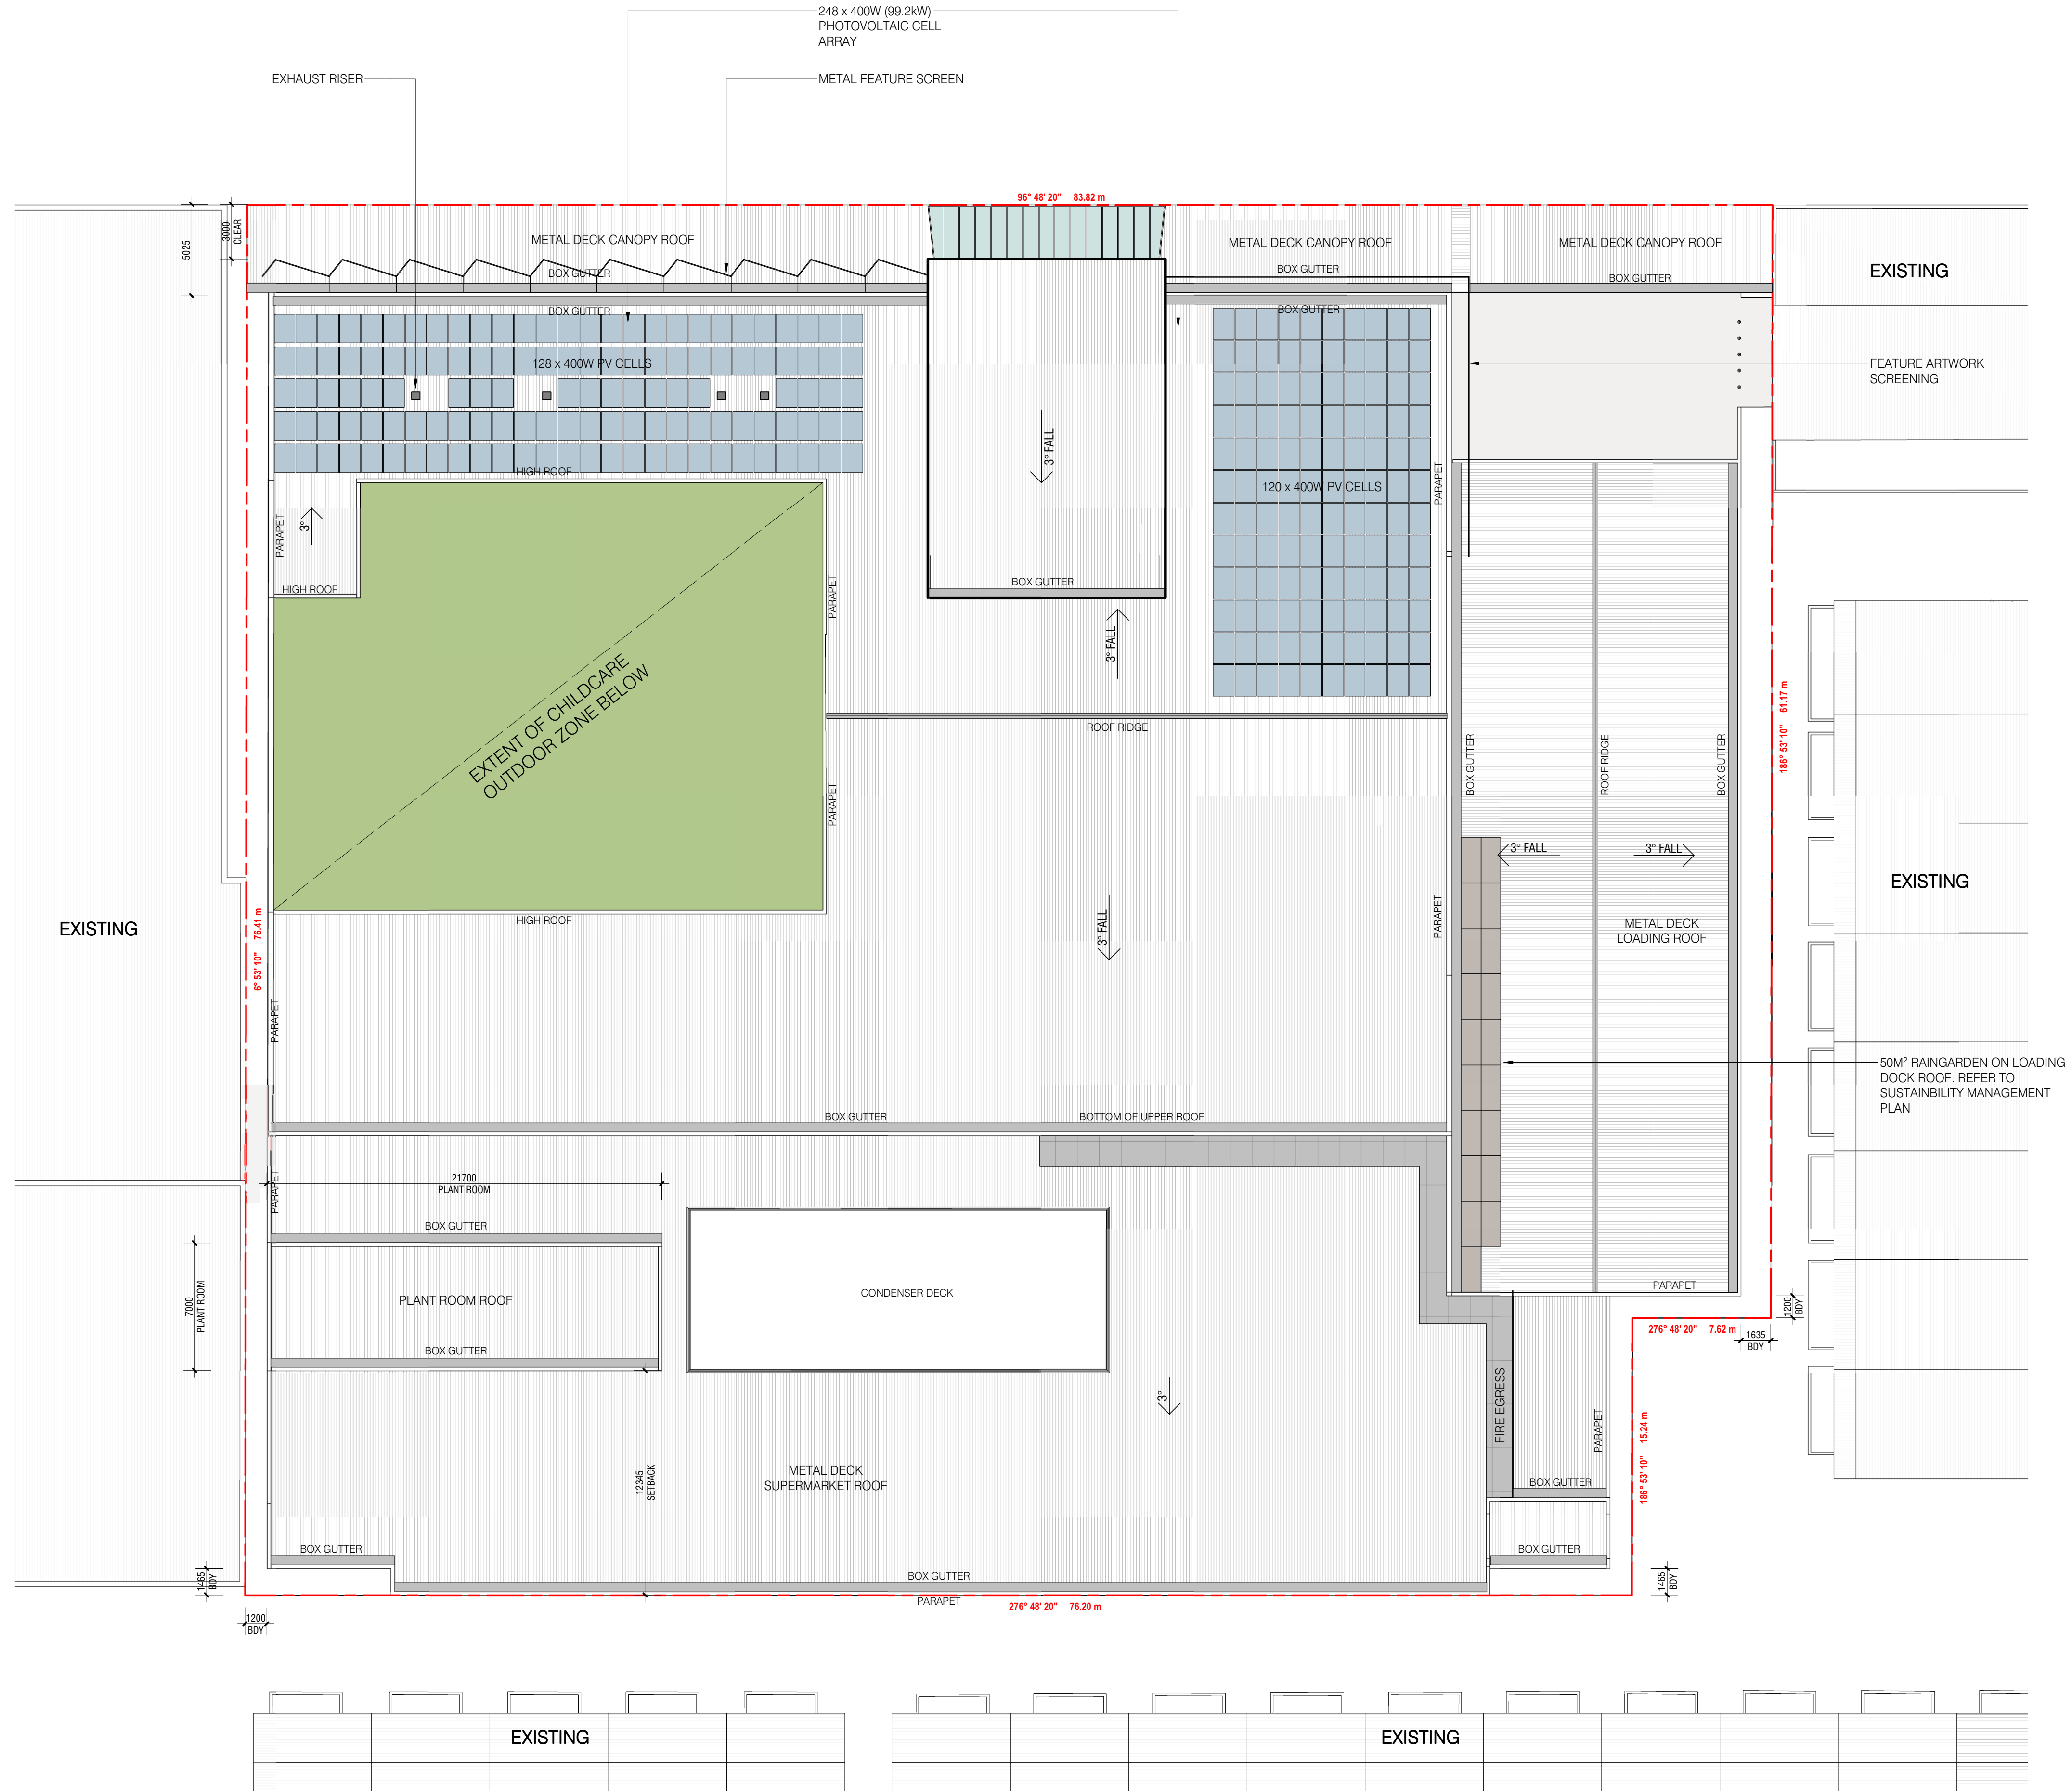 248 x 400W (99.2kW)
PHOTOVOLTAIC CELL
ARRAY
EXHAUST RISER
METAL FEATURE SCREEN
96° 48' 20" 83.82 m
5025
3000
CLEAR
METAL DECK CANOPY ROOF
METAL DECK CANOPY ROOF
METAL DECK CANOPY ROOF
BOX GUTTER
BOX GUTTER
BOX GUTTER
EXISTING
BOX GUTTER
BOX GUTTER
128 x 400W PV CELLS
FEATURE ARTWORK
SCREENING
3° FALL
HIGH ROOF
120 x 400W PV CELLS
PARAPET
PARAPET
3°
HIGH ROOF
BOX GUTTER
PARAPET
3° FALL
EXTENT OF CHILDCARE
OUTDOOR ZONE BELOW
186° 53' 10" 61.17 m
ROOF RIDGE
BOX GUTTER
ROOF RIDGE
BOX GUTTER
PARAPET
3° FALL
3° FALL
EXISTING
HIGH ROOF
3° FALL
PARAPET
METAL DECK
LOADING ROOF
EXISTING
6° 53' 10" 76.41 m
PARAPET
50M² RAINGARDEN ON LOADING
DOCK ROOF. REFER TO
SUSTAINBILITY MANAGEMENT
PLAN
BOX GUTTER
BOTTOM OF UPPER ROOF
PARAPET
21700
PLANT ROOM
BOX GUTTER
7000
PLANT ROOM
PLANT ROOM ROOF
CONDENSER DECK
PARAPET
1200
BDY
276° 48' 20" 7.62 m
1635
BDY
BOX GUTTER
3°
FIRE EGRESS
PARAPET
186° 53' 10" 15.24 m
12345
SETBACK
METAL DECK
SUPERMARKET ROOF
BOX GUTTER
BOX GUTTER
BOX GUTTER
1465
BDY
BOX GUTTER
1465
BDY
PARAPET
276° 48' 20" 76.20 m
1200
BDY
EXISTING
EXISTING